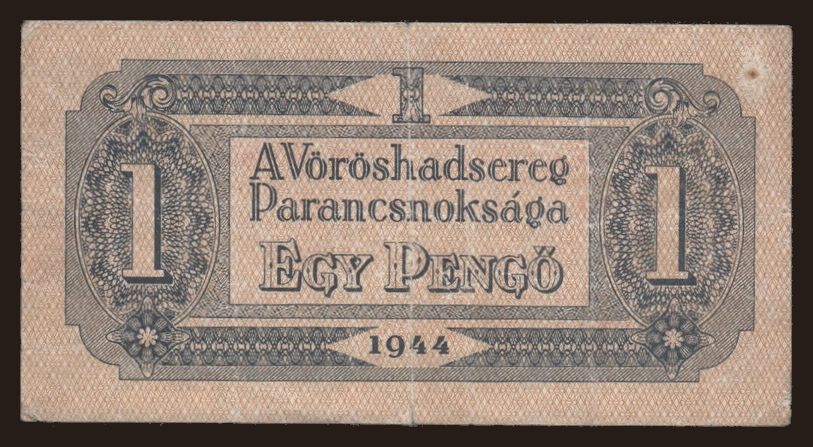 1
A Vöröshadsereg
Parancsnoksága
EGY PENGŐ
1
1
1944